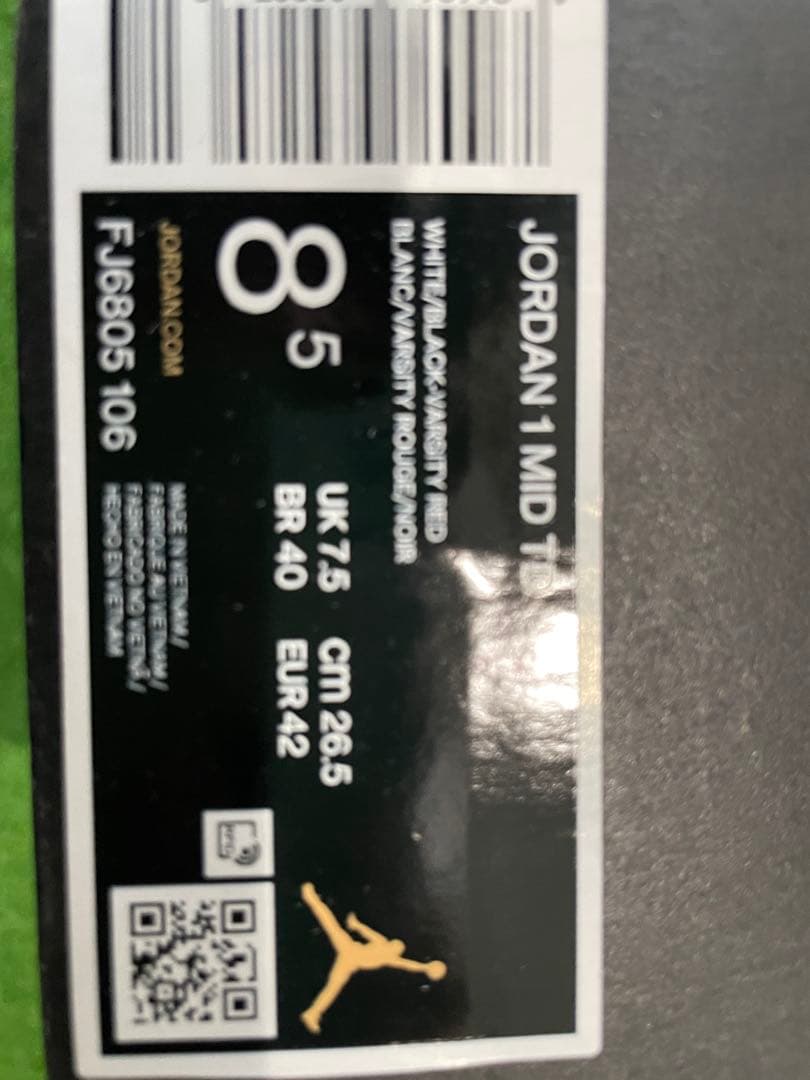 JORDAN 1 MID TD
WHITE/BLACK-VARSITY RED
BLANC/VARSITY ROUGE/NOIR
8 5
UK 7.5 cm 26.5
BR 40 EUR 42
JORDAN.COM
FJ6805 106
MADE IN VIETNAM /
FABRIQUÉ AU VIETNAM /
FABRICADO NO VIETNÃ /
HECHO EN VIETNAM